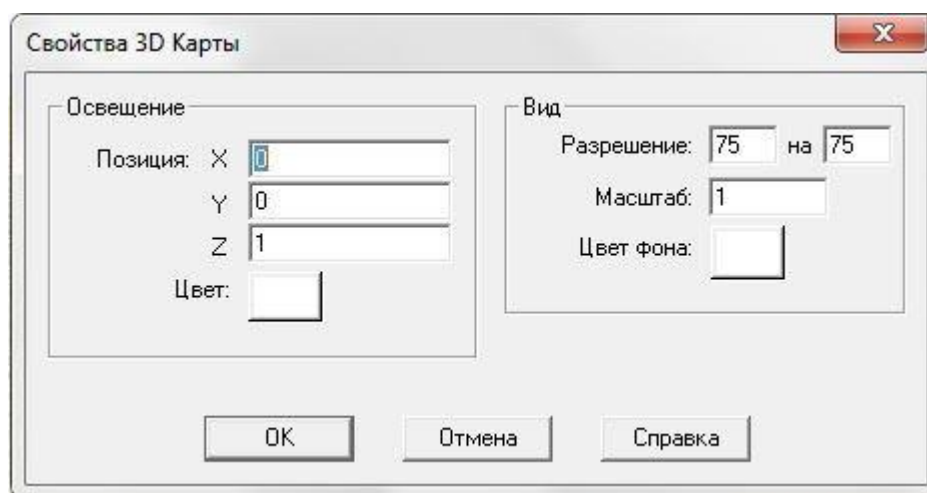 Свойства 3D Карты
Освещение
Позиция: X 0
Y 0
Z 1
Цвет:
Вид
Разрешение: 75 на 75
Масштаб: 1
Цвет фона:
OK Отмена Справка